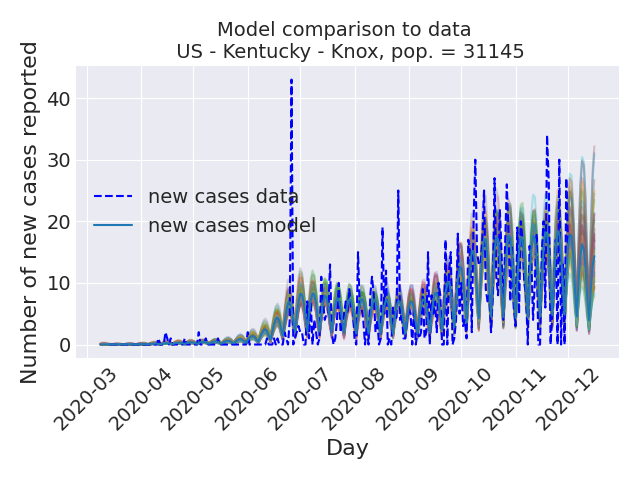 Model comparison to data
US - Kentucky - Knox, pop. = 31145
Number of new cases reported
40
30
20
10
0
new cases data
new cases model
2020-03
2020-04
2020-05
2020-06
2020-07
2020-08
2020-09
2020-10
2020-11
2020-12
Day